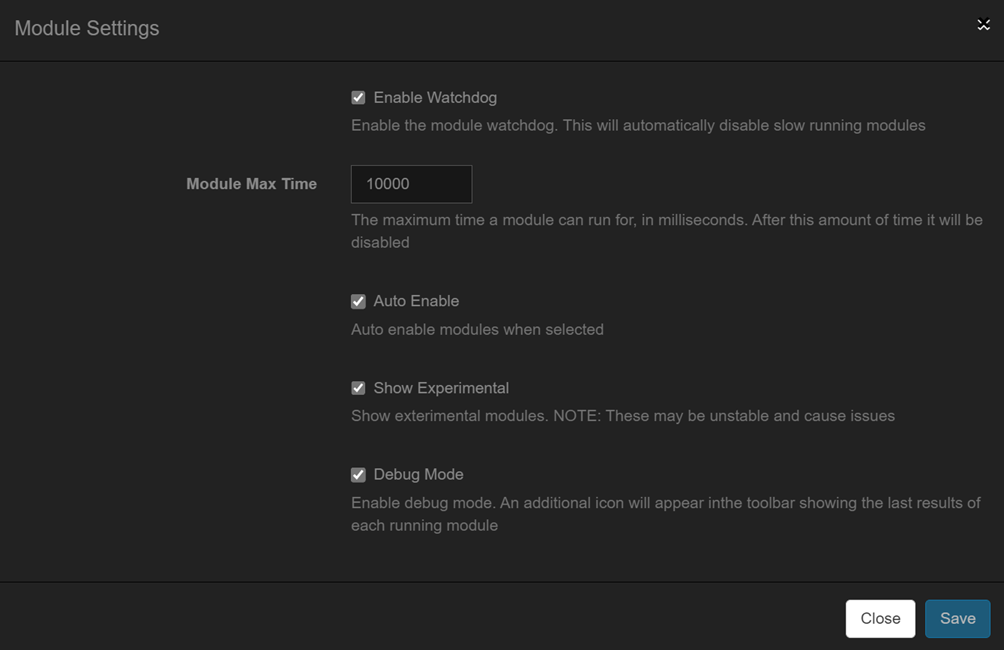 Module Settings
Enable Watchdog
Enable the module watchdog. This will automatically disable slow running modules
Module Max Time
10000
The maximum time a module can run for, in milliseconds. After this amount of time it will be
disabled
Auto Enable
Auto enable modules when selected
Show Experimental
Show exterimental modules. NOTE: These may be unstable and cause issues
Debug Mode
Enable debug mode. An additional icon will appear inthe toolbar showing the last results of
each running module
Close
Save